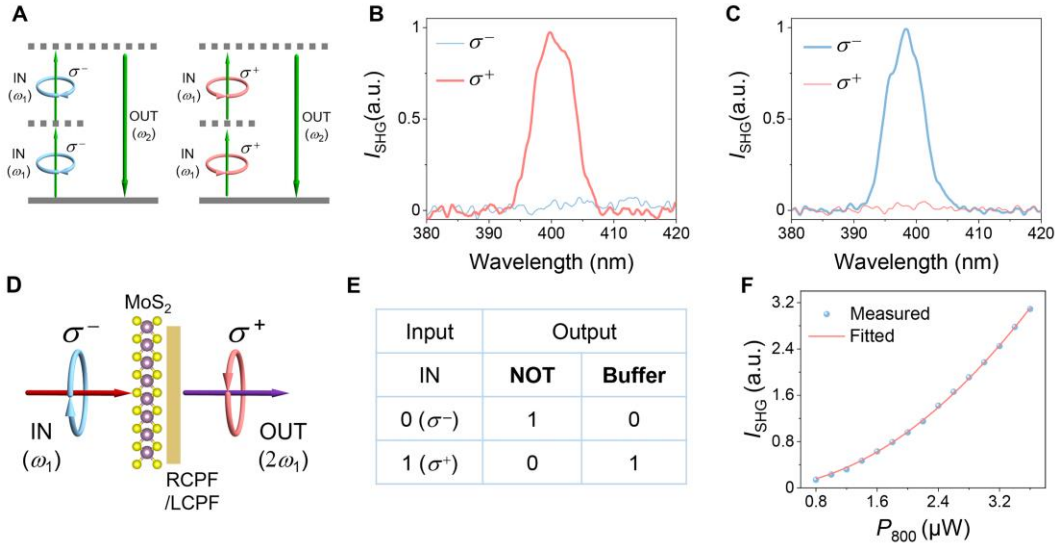 A
IN
(ω₁)
σ⁻
IN
(ω₁)
σ⁻
OUT
(ω₂)
IN
(ω₁)
σ⁺
IN
(ω₁)
σ⁺
OUT
(ω₂)
B
σ⁻
σ⁺
I_SHG(a.u.)
1
0.5
0
380 390 400 410 420
Wavelength (nm)
C
σ⁻
σ⁺
I_SHG(a.u.)
1
0.5
0
380 390 400 410 420
Wavelength (nm)
D
MoS₂
σ⁻
σ⁺
IN
(ω₁)
OUT
(2ω₁)
RCPF
/LCPF
E
Input Output
IN NOT Buffer
0 (σ⁻) 1 0
1 (σ⁺) 0 1
F
Measured
Fitted
I_SHG (a.u.)
3.2
2.4
1.6
0.8
0
0.8 1.6 2.4 3.2
P₈₀₀ (μW)